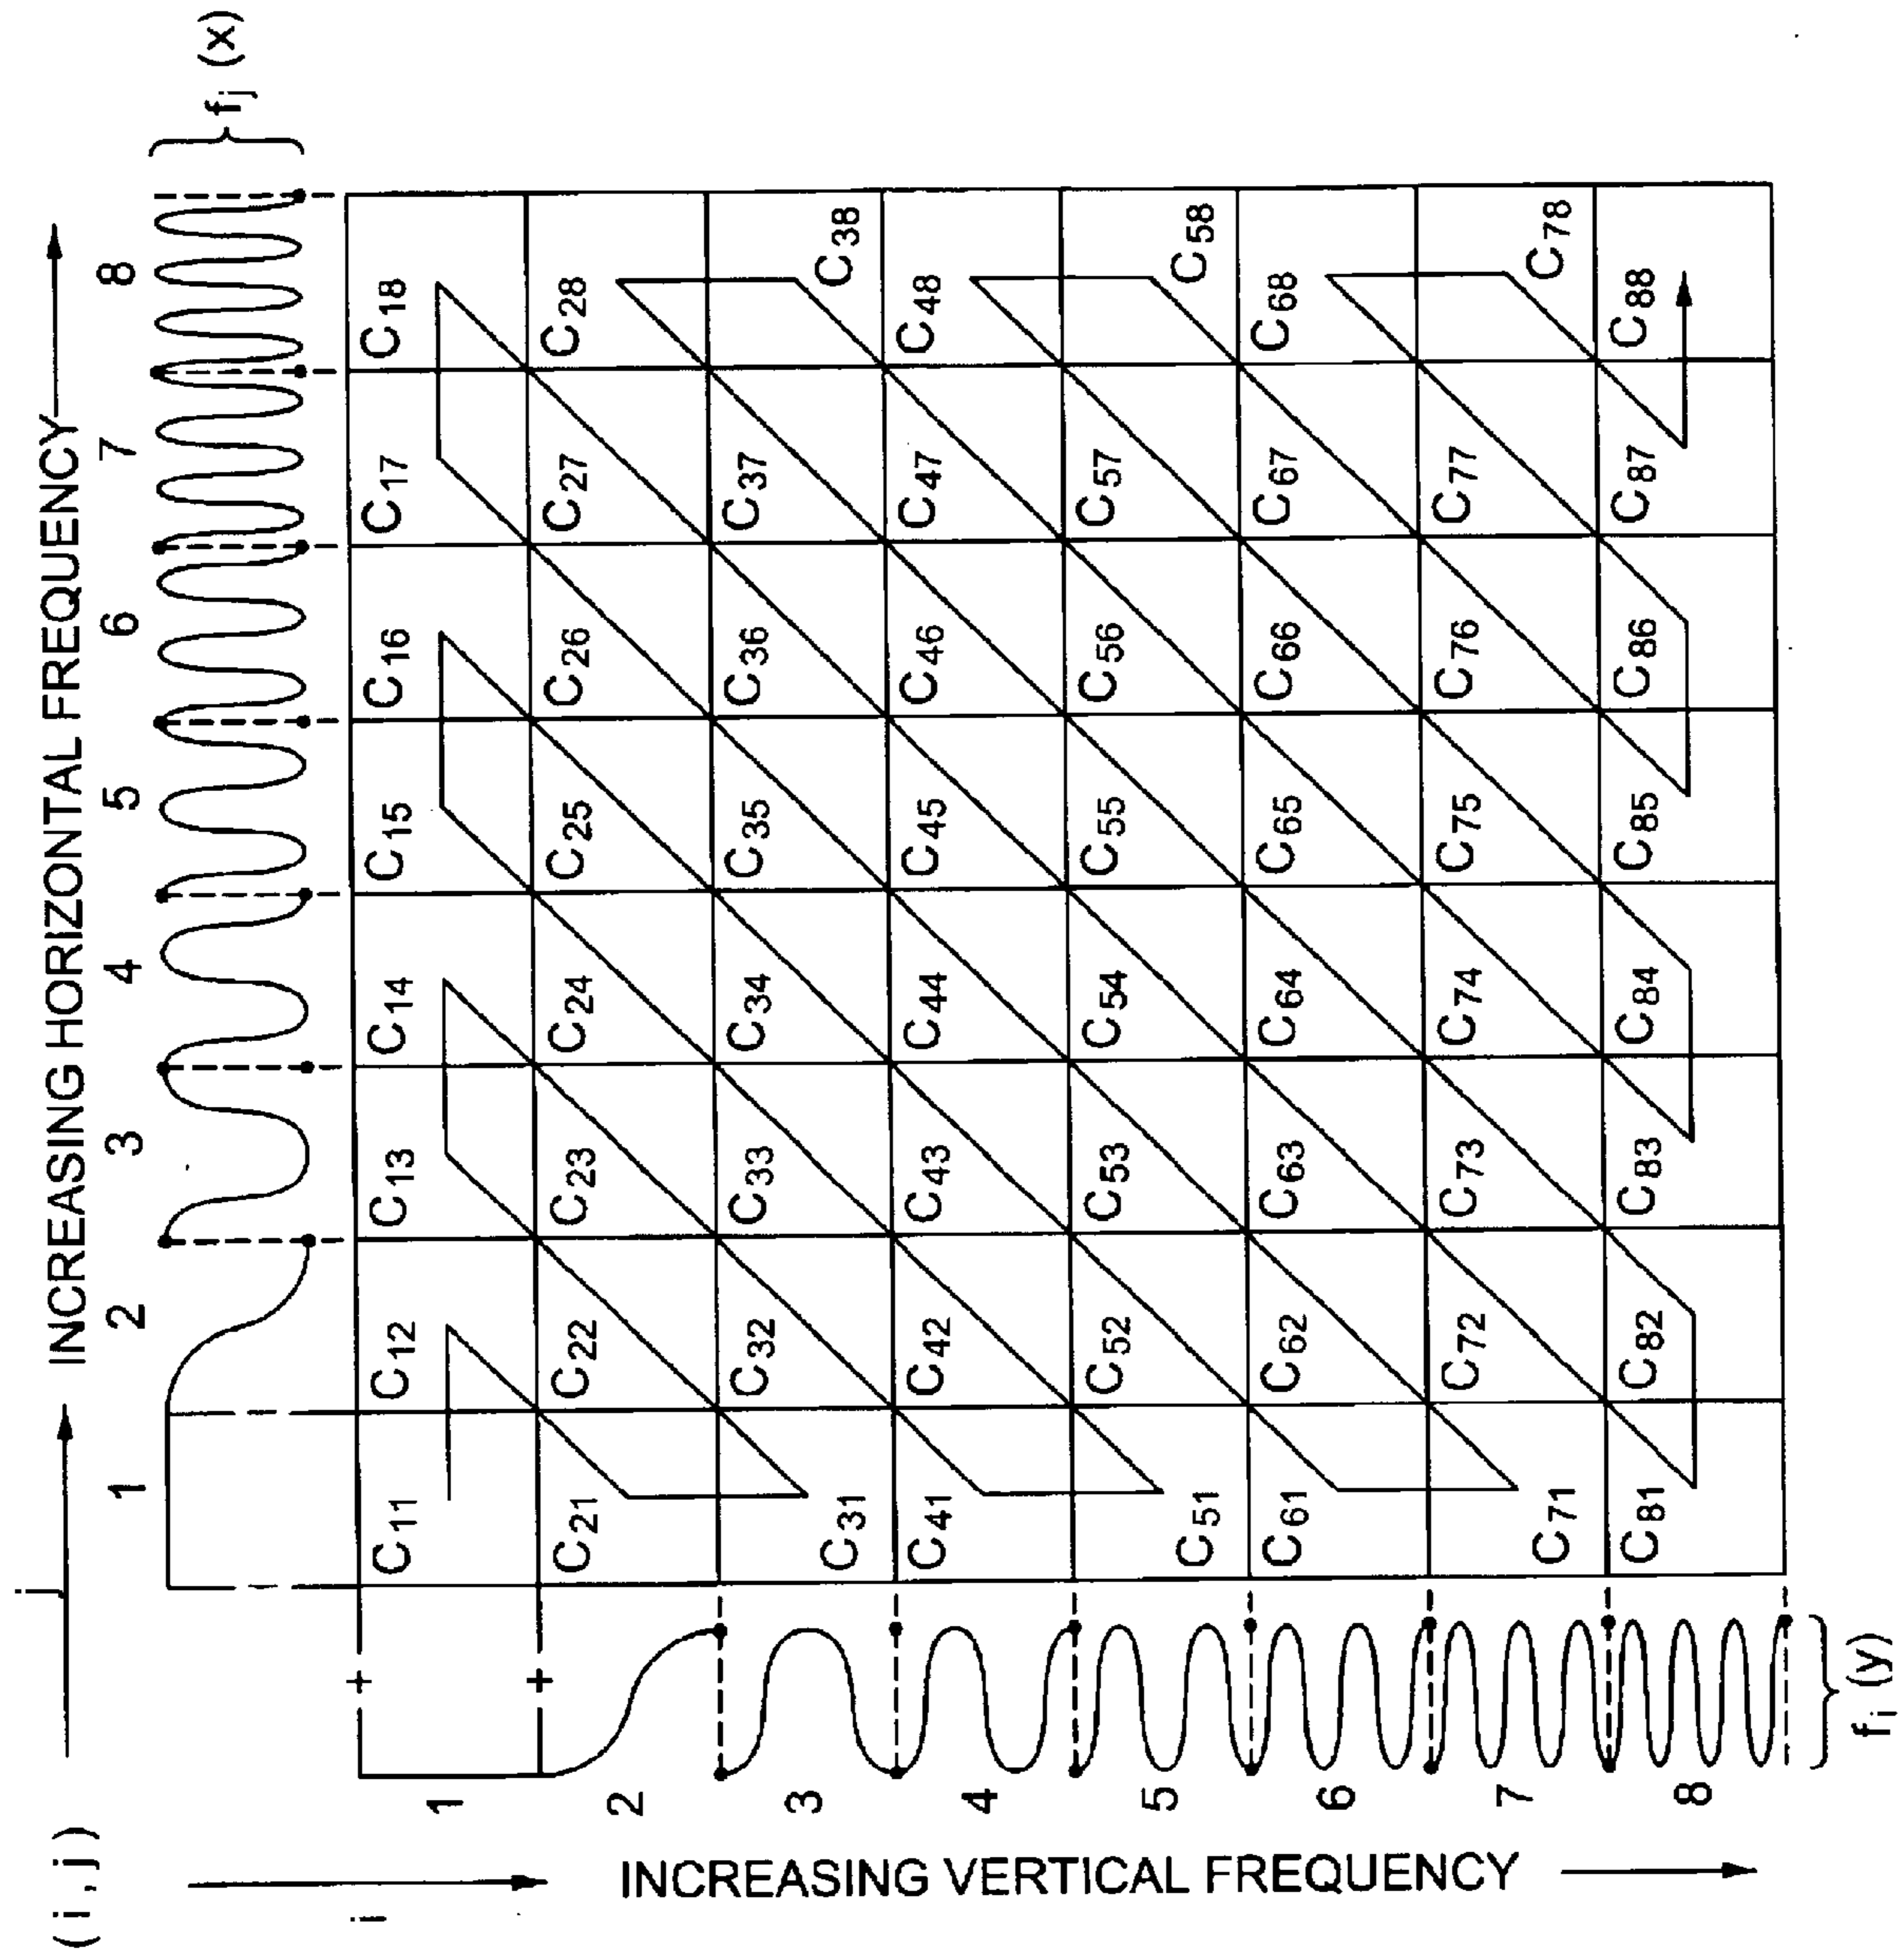 (i,j)
j
INCREASING HORIZONTAL FREQUENCY
1 2 3 4 5 6 7 8
fj (x)
i
INCREASING VERTICAL FREQUENCY
1 C11 C12 C13 C14 C15 C16 C17 C18
2 C21 C22 C23 C24 C25 C26 C27 C28
3 C31 C32 C33 C34 C35 C36 C37 C38
4 C41 C42 C43 C44 C45 C46 C47 C48
5 C51 C52 C53 C54 C55 C56 C57 C58
6 C61 C62 C63 C64 C65 C66 C67 C68
7 C71 C72 C73 C74 C75 C76 C77 C78
8 C81 C82 C83 C84 C85 C86 C87 C88
fi (y)